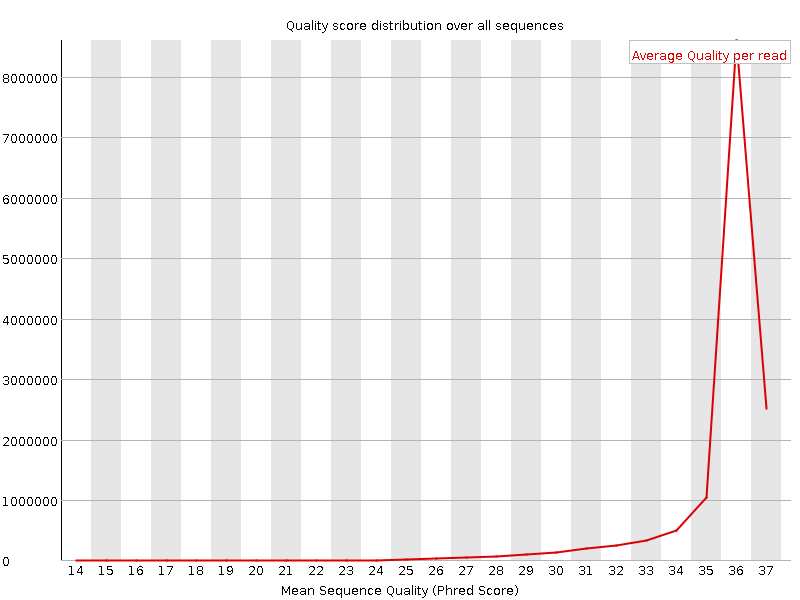 Quality score distribution over all sequences
Average Quality per read
8000000
7000000
6000000
5000000
4000000
3000000
2000000
1000000
0
14 15 16 17 18 19 20 21 22 23 24 25 26 27 28 29 30 31 32 33 34 35 36 37
Mean Sequence Quality (Phred Score)